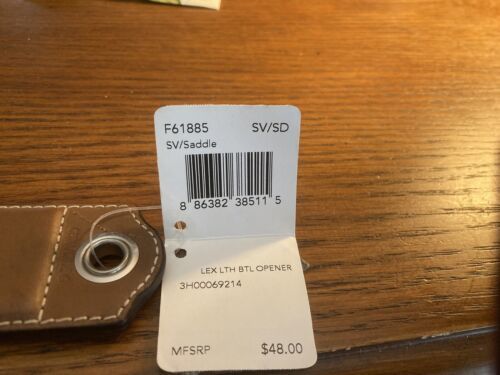 F61885 SV/SD
SV/Saddle
8 86382 38511 5
LEX LTH BTL OPENER
3H00069214
MFSRP $48.00